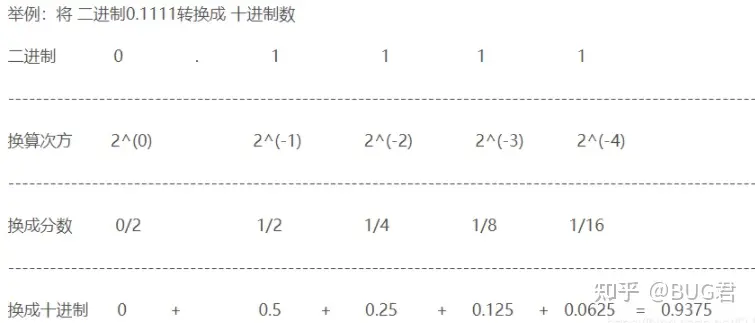 举例：将 二进制0.1111转换成 十进制数
二进制 0 . 1 1 1 1
换算次方 2^(0) 2^(-1) 2^(-2) 2^(-3) 2^(-4)
换成分数 0/2 1/2 1/4 1/8 1/16
换成十进制 0 + 0.5 + 0.25 + 0.125 + 0.0625 = 0.9375
知乎 @BUG君